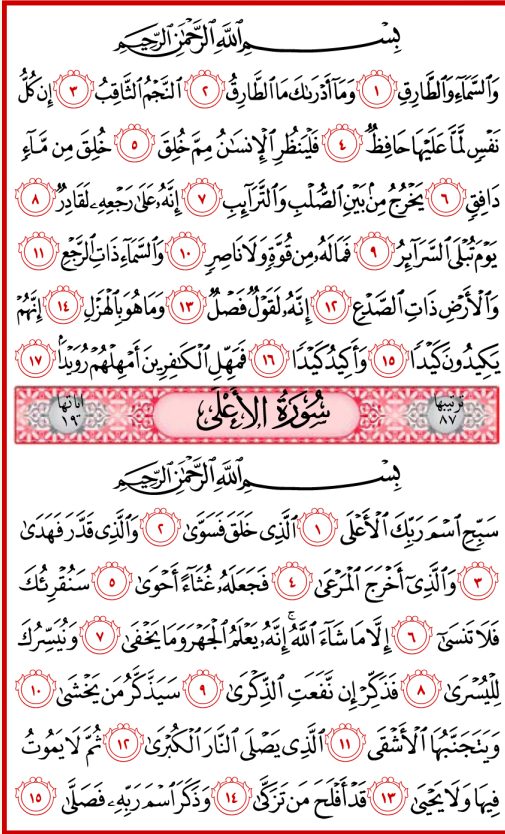 بِسْمِ ٱللَّهِ ٱلرَّحْمَٰنِ ٱلرَّحِيمِ
وَٱلسَّمَآءِ وَٱلطَّارِقِ ١ وَمَآ أَدْرَىٰكَ مَا ٱلطَّارِقُ ٢ ٱلنَّجْمُ ٱلثَّاقِبُ ٣ إِن كُلُّ
نَفْسٍ لَّمَّا عَلَيْهَا حَافِظٌ ٤ فَلْيَنظُرِ ٱلْإِنسَٰنُ مِمَّ خُلِقَ ٥ خُلِقَ مِن مَّآءٍ
دَافِقٍ ٦ يَخْرُجُ مِنۢ بَيْنِ ٱلصُّلْبِ وَٱلتَّرَآئِبِ ٧ إِنَّهُۥ عَلَىٰ رَجْعِهِۦ لَقَادِرٌ ٨
يَوْمَ تُبْلَى ٱلسَّرَآئِرُ ٩ فَمَا لَهُۥ مِن قُوَّةٍ وَلَا نَاصِرٍ ١٠ وَٱلسَّمَآءِ ذَاتِ ٱلرَّجْعِ ١١
وَٱلْأَرْضِ ذَاتِ ٱلصَّدْعِ ١٢ إِنَّهُۥ لَقَوْلٌ فَصْلٌ ١٣ وَمَا هُوَ بِٱلْهَزْلِ ١٤ إِنَّهُمْ
يَكِيدُونَ كَيْدًا ١٥ وَأَكِيدُ كَيْدًا ١٦ فَمَهِّلِ ٱلْكَٰفِرِينَ أَمْهِلْهُمْ رُوَيْدًۢا ١٧
ترتيبها ٨٧ سُورَةُ الأَعْلَى آياتها ١٩
بِسْمِ ٱللَّهِ ٱلرَّحْمَٰنِ ٱلرَّحِيمِ
سَبِّحِ ٱسْمَ رَبِّكَ ٱلْأَعْلَى ١ ٱلَّذِى خَلَقَ فَسَوَّىٰ ٢ وَٱلَّذِى قَدَّرَ فَهَدَىٰ
٣ وَٱلَّذِىٓ أَخْرَجَ ٱلْمَرْعَىٰ ٤ فَجَعَلَهُۥ غُثَآءً أَحْوَىٰ ٥ سَنُقْرِئُكَ
فَلَا تَنسَىٰٓ ٦ إِلَّا مَا شَآءَ ٱللَّهُ ۚ إِنَّهُۥ يَعْلَمُ ٱلْجَهْرَ وَمَا يَخْفَىٰ ٧ وَنُيَسِّرُكَ
لِلْيُسْرَىٰ ٨ فَذَكِّرْ إِن نَّفَعَتِ ٱلذِّكْرَىٰ ٩ سَيَذَّكَّرُ مَن يَخْشَىٰ ١٠
وَيَتَجَنَّبُهَا ٱلْأَشْقَى ١١ ٱلَّذِى يَصْلَى ٱلنَّارَ ٱلْكُبْرَىٰ ١٢ ثُمَّ لَا يَمُوتُ
فِيهَا وَلَا يَحْيَىٰ ١٣ قَدْ أَفْلَحَ مَن تَزَكَّىٰ ١٤ وَذَكَرَ ٱسْمَ رَبِّهِۦ فَصَلَّىٰ ١٥